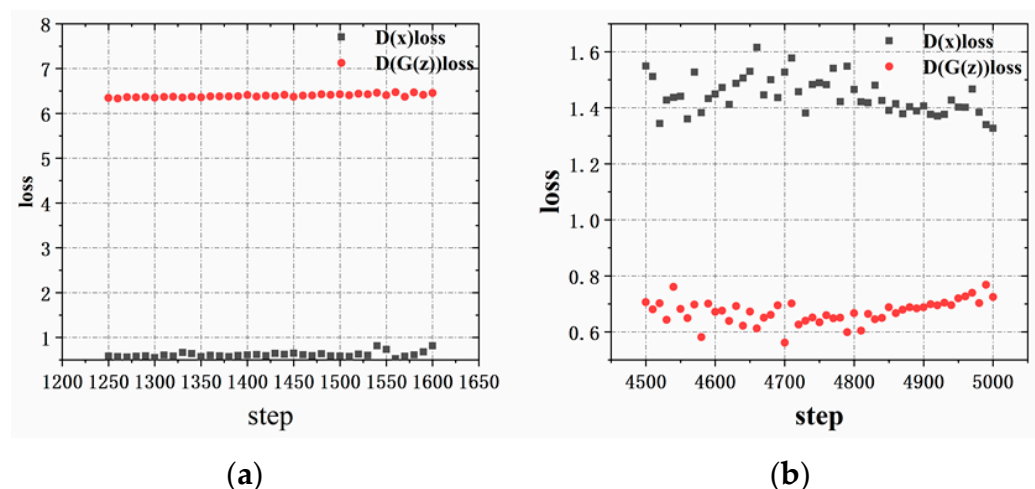 8
7
6
5
4
3
2
1
loss
D(x)loss
D(G(z))loss
1200 1250 1300 1350 1400 1450 1500 1550 1600 1650
step
(a)
1.6
1.4
1.2
1.0
0.8
0.6
loss
D(x)loss
D(G(z))loss
4500 4600 4700 4800 4900 5000
step
(b)